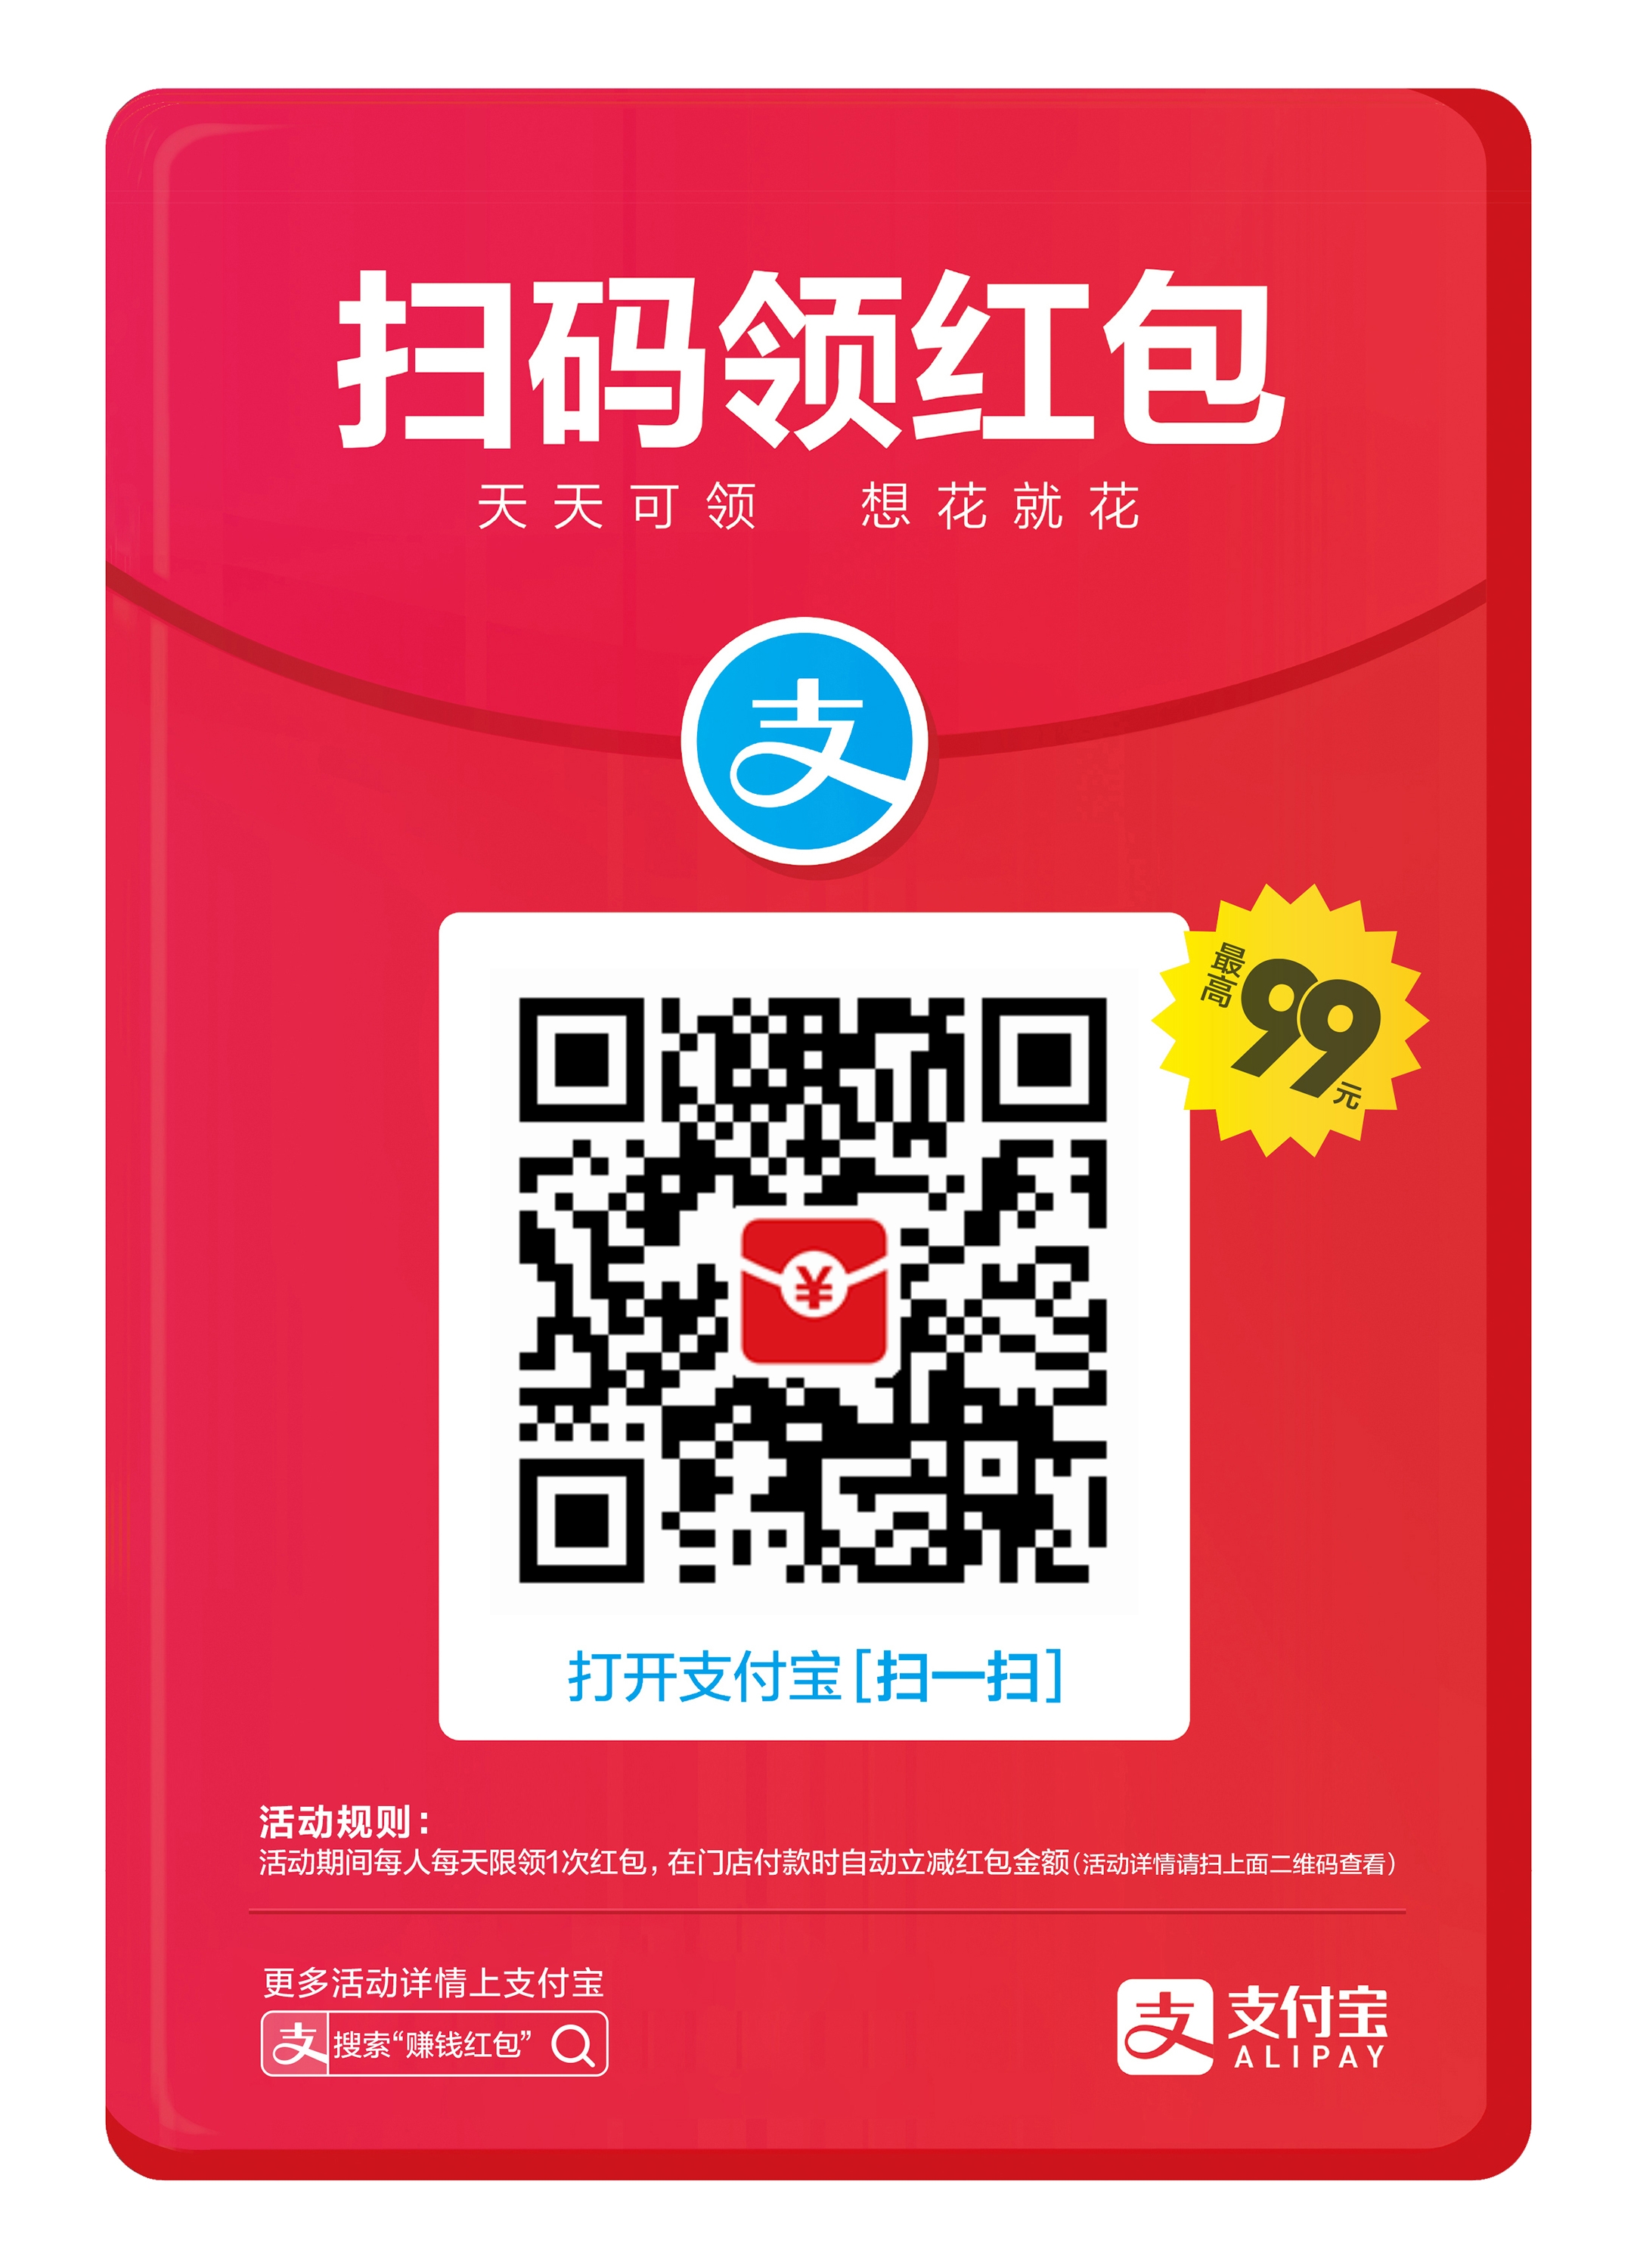 扫码领红包
天天可领 想花就花
支
最高99元
¥
打开支付宝[扫一扫]
活动规则：
活动期间每人每天限领1次红包，在门店付款时自动立减红包金额(活动详情请扫上面二维码查看)
更多活动详情上支付宝
支 搜索“赚钱红包”
支 支付宝
ALIPAY